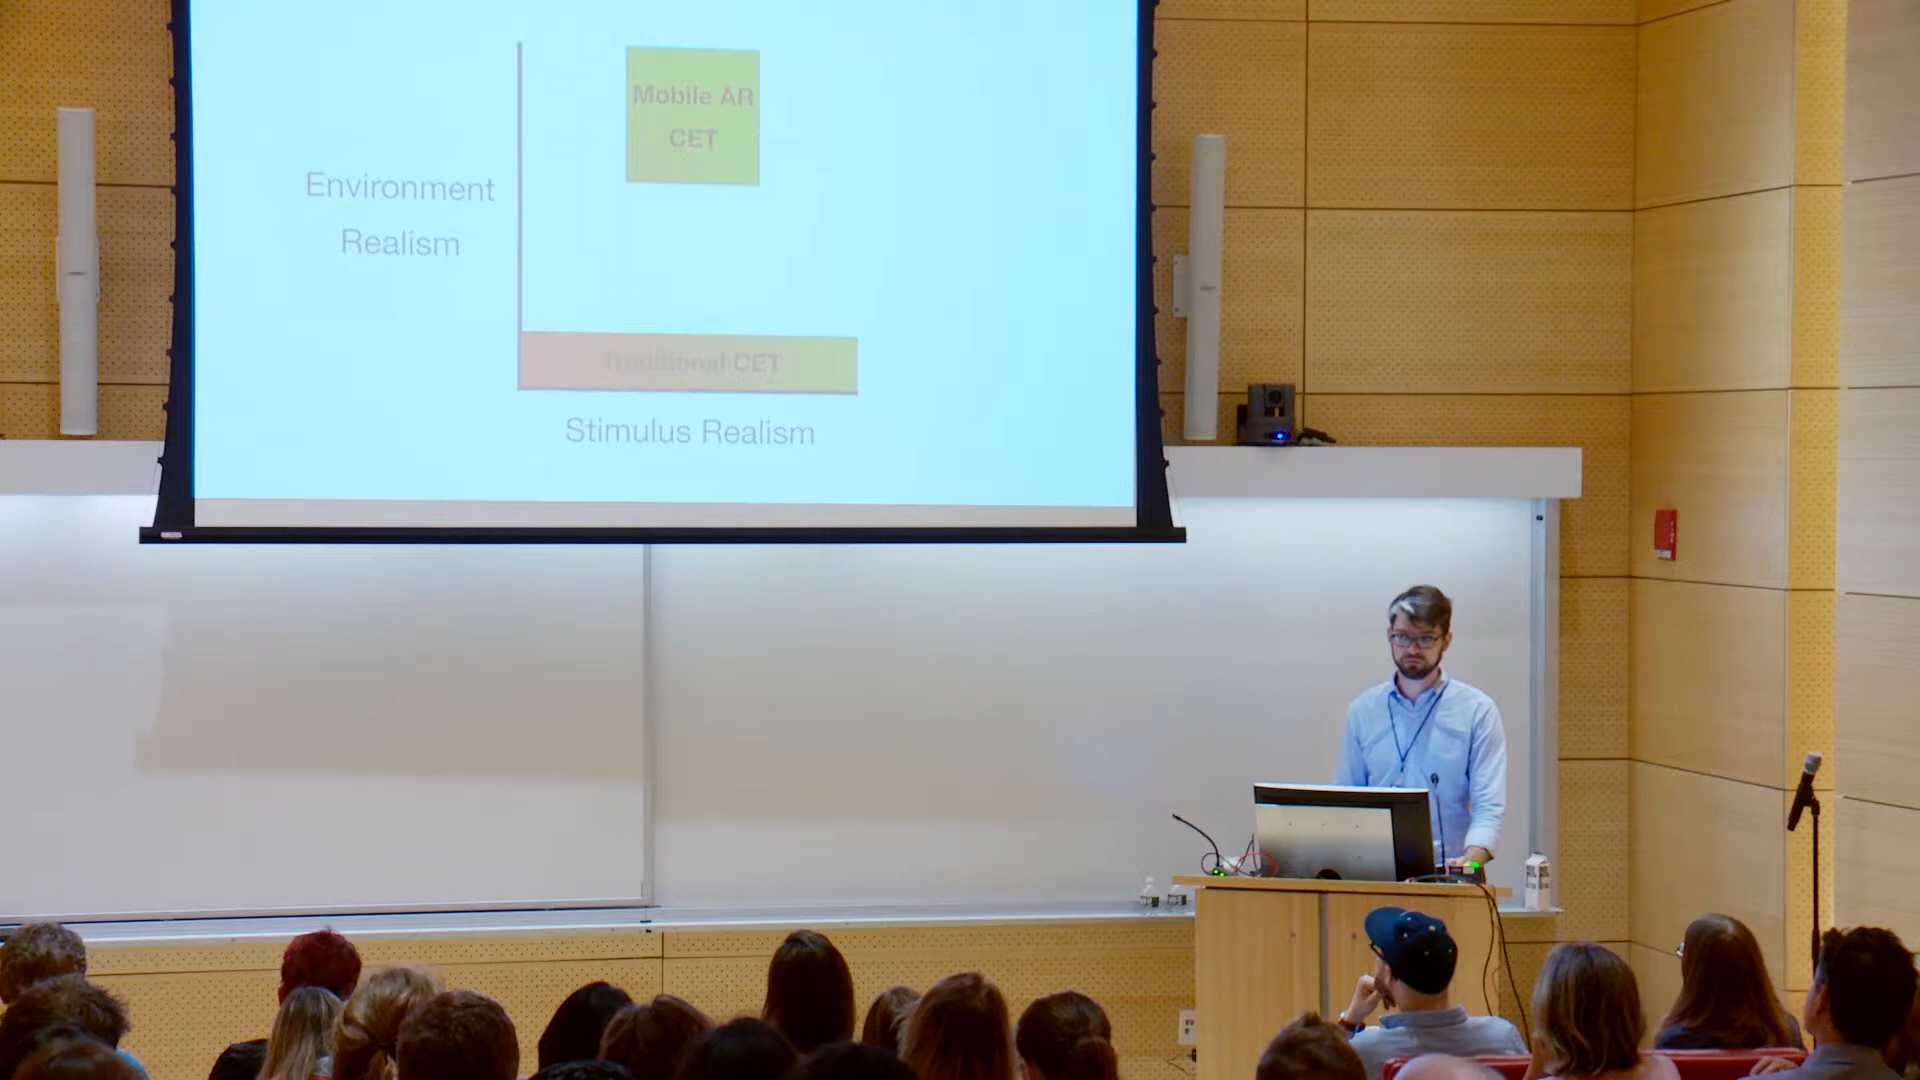 Mobile AR
CET
Environment
Realism
Traditional CET
Stimulus Realism